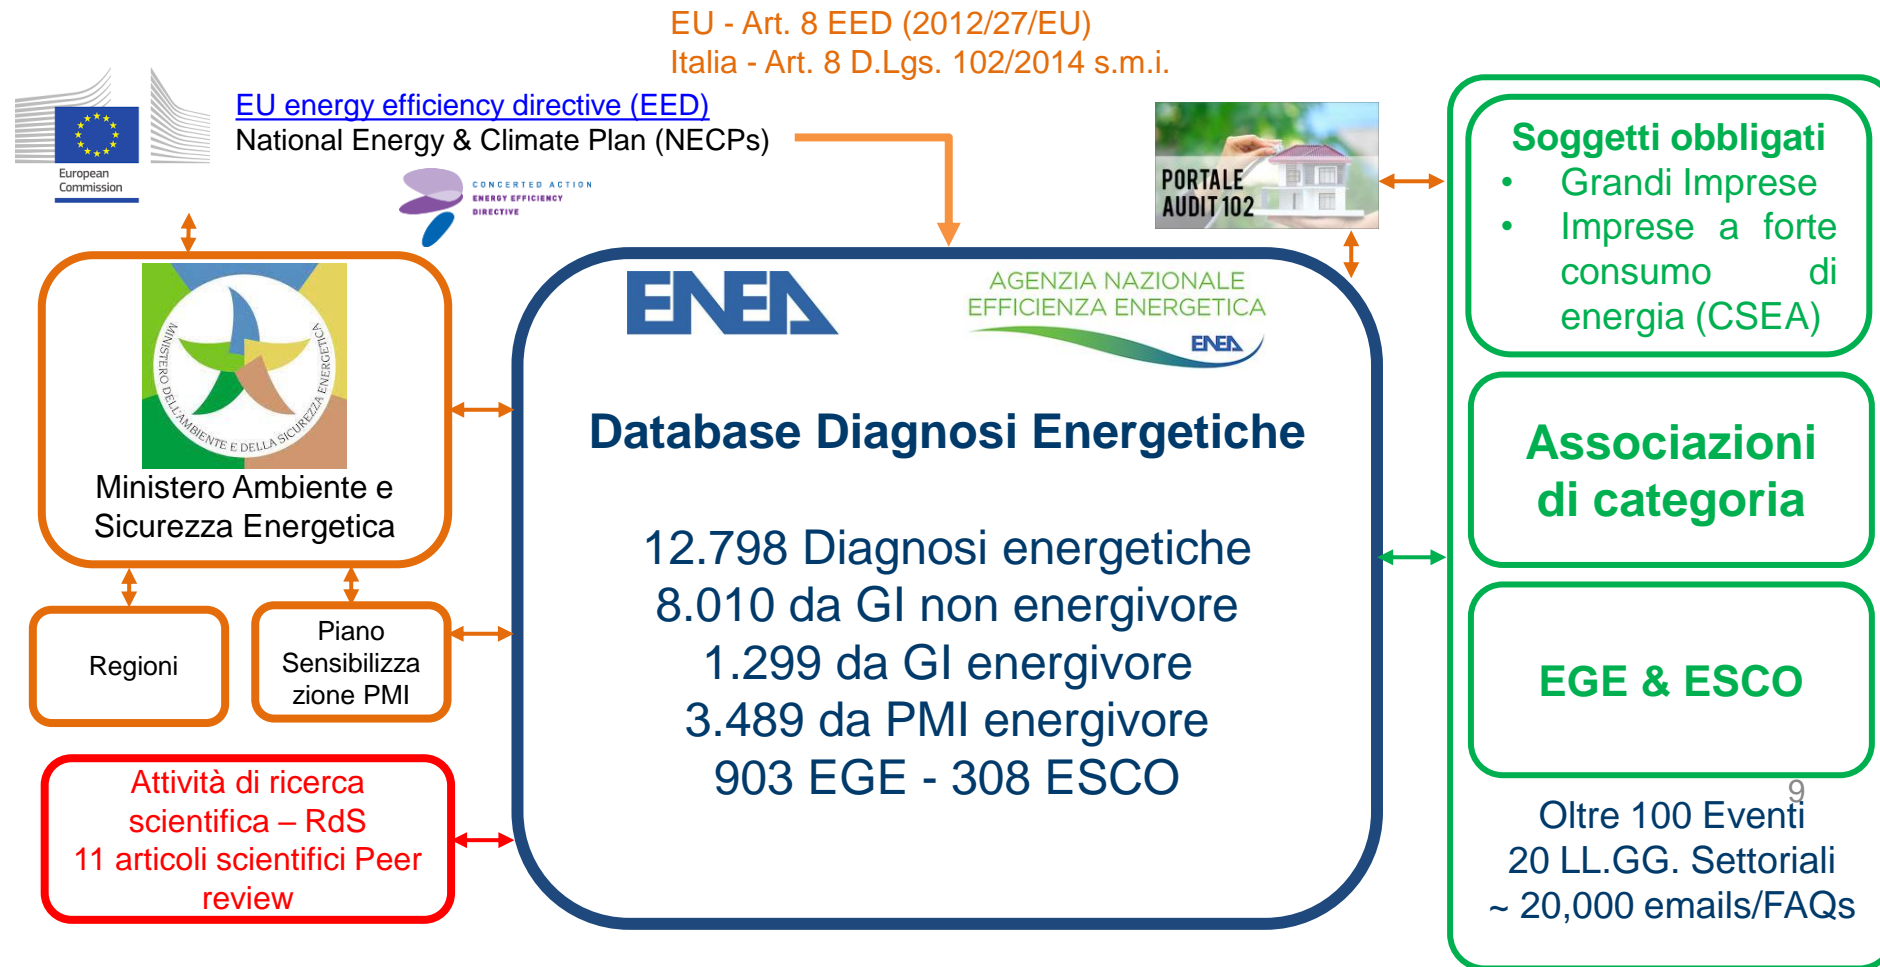 EU - Art. 8 EED (2012/27/EU)
Italia - Art. 8 D.Lgs. 102/2014 s.m.i.
European
Commission
EU energy efficiency directive (EED)
National Energy & Climate Plan (NECPs)
CONCERTED ACTION
ENERGY EFFICIENCY
DIRECTIVE
PORTALE
AUDIT 102
MINISTERO DELL'AMBIENTE E DELLA SICUREZZA ENERGETICA
Ministero Ambiente e
Sicurezza Energetica
Regioni
Piano
Sensibilizza
zione PMI
Attività di ricerca
scientifica – RdS
11 articoli scientifici Peer
review
ENEA
AGENZIA NAZIONALE
EFFICIENZA ENERGETICA
ENEA
Database Diagnosi Energetiche
12.798 Diagnosi energetiche
8.010 da GI non energivore
1.299 da GI energivore
3.489 da PMI energivore
903 EGE - 308 ESCO
Soggetti obbligati
• Grandi Imprese
• Imprese a forte
consumo di
energia (CSEA)
Associazioni
di categoria
EGE & ESCO
9
Oltre 100 Eventi
20 LL.GG. Settoriali
~ 20,000 emails/FAQs